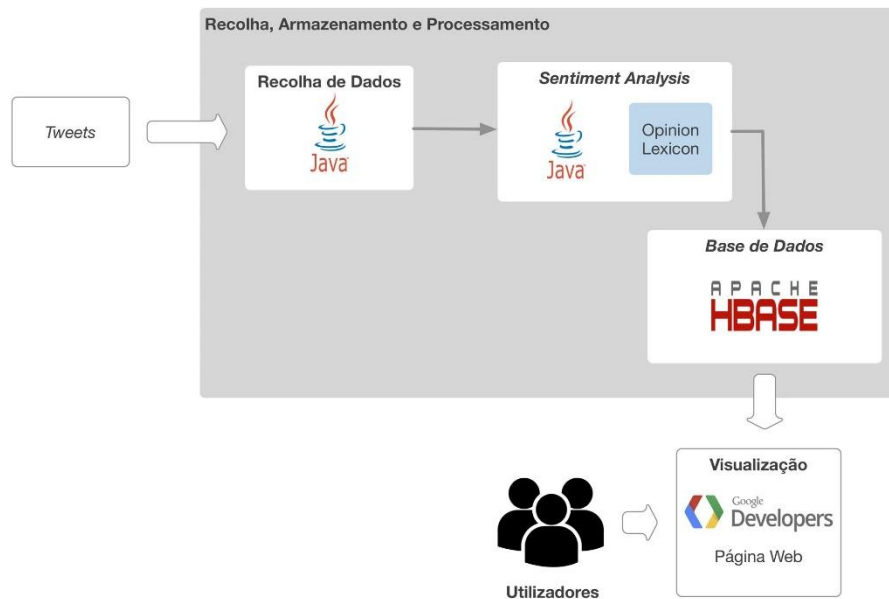 Recolha, Armazenamento e Processamento
Tweets
Recolha de Dados
Java
Sentiment Analysis
Java
Opinion
Lexicon
Base de Dados
APACHE
HBASE
Visualização
Google
Developers
Página Web
Utilizadores